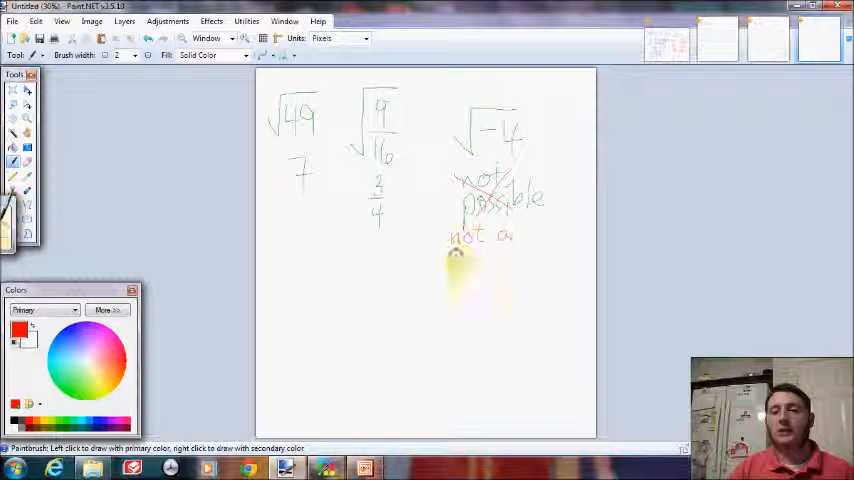 Untitled (30%) - Paint.NET v3.5.10
File Edit View Image Layers Adjustments Effects Utilities Window Help
Window Units: Pixels
Tool: Brush width: 2 Fill: Solid Color
Tools
√49 √9/16 √-4
7 3/4
not
possible
not a
Colors
Primary More >>
Paintbrush: Left click to draw with primary color, right click to draw with secondary color